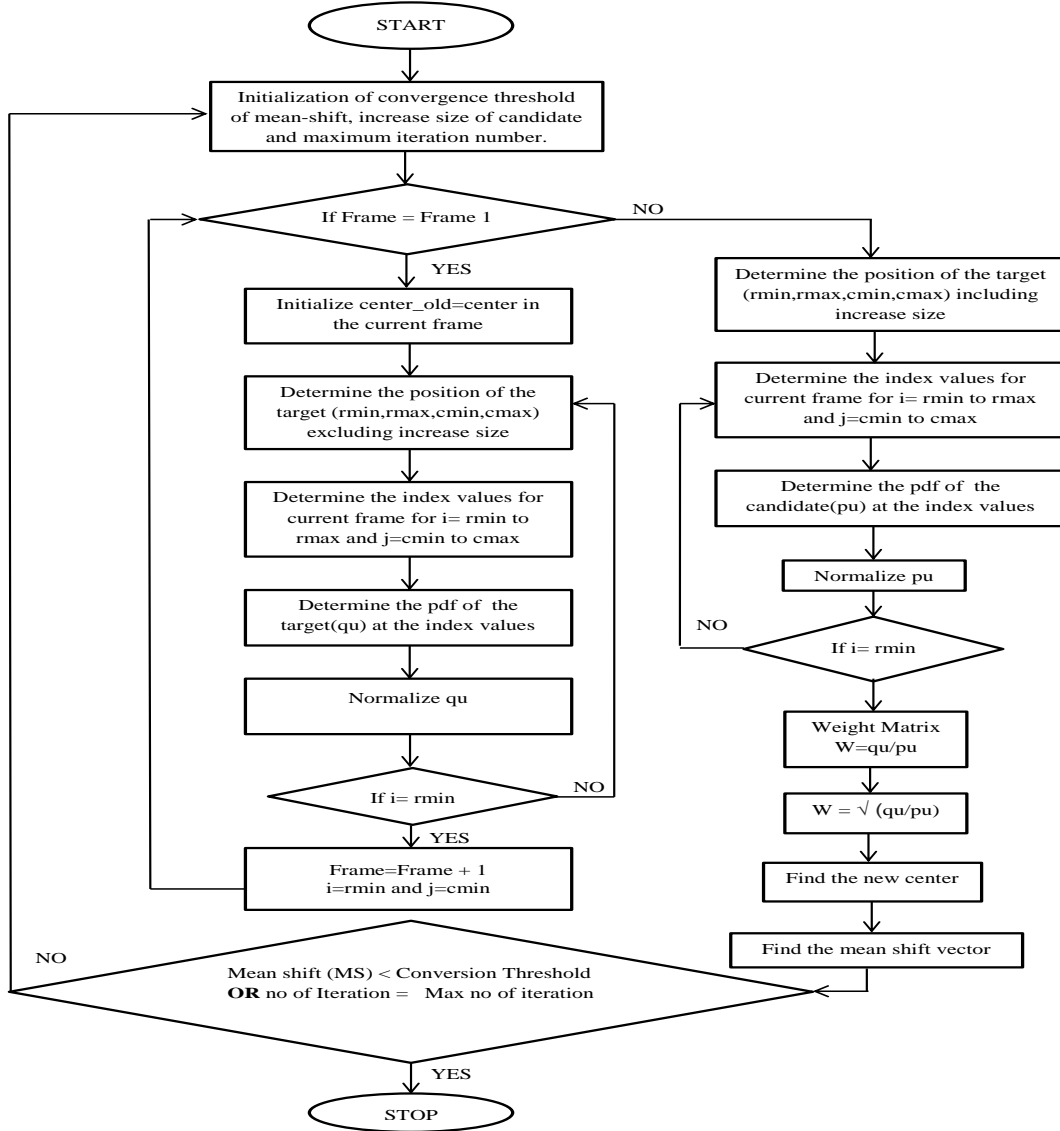 START
Initialization of convergence threshold
of mean-shift, increase size of candidate
and maximum iteration number.
If Frame = Frame 1
NO
YES
Initialize center_old=center in
the current frame
Determine the position of the
target (rmin,rmax,cmin,cmax)
excluding increase size
Determine the index values for
current frame for i= rmin to
rmax and j=cmin to cmax
Determine the pdf of the
target(qu) at the index values
Normalize qu
If i= rmin
NO
YES
Frame=Frame + 1
i=rmin and j=cmin
Determine the position of the target
(rmin,rmax,cmin,cmax) including
increase size
Determine the index values for
current frame for i= rmin to rmax
and j=cmin to cmax
Determine the pdf of the
candidate(pu) at the index values
Normalize pu
NO
If i= rmin
Weight Matrix
W=qu/pu
W = √ (qu/pu)
Find the new center
Find the mean shift vector
NO
Mean shift (MS) < Conversion Threshold
OR no of Iteration = Max no of iteration
YES
STOP